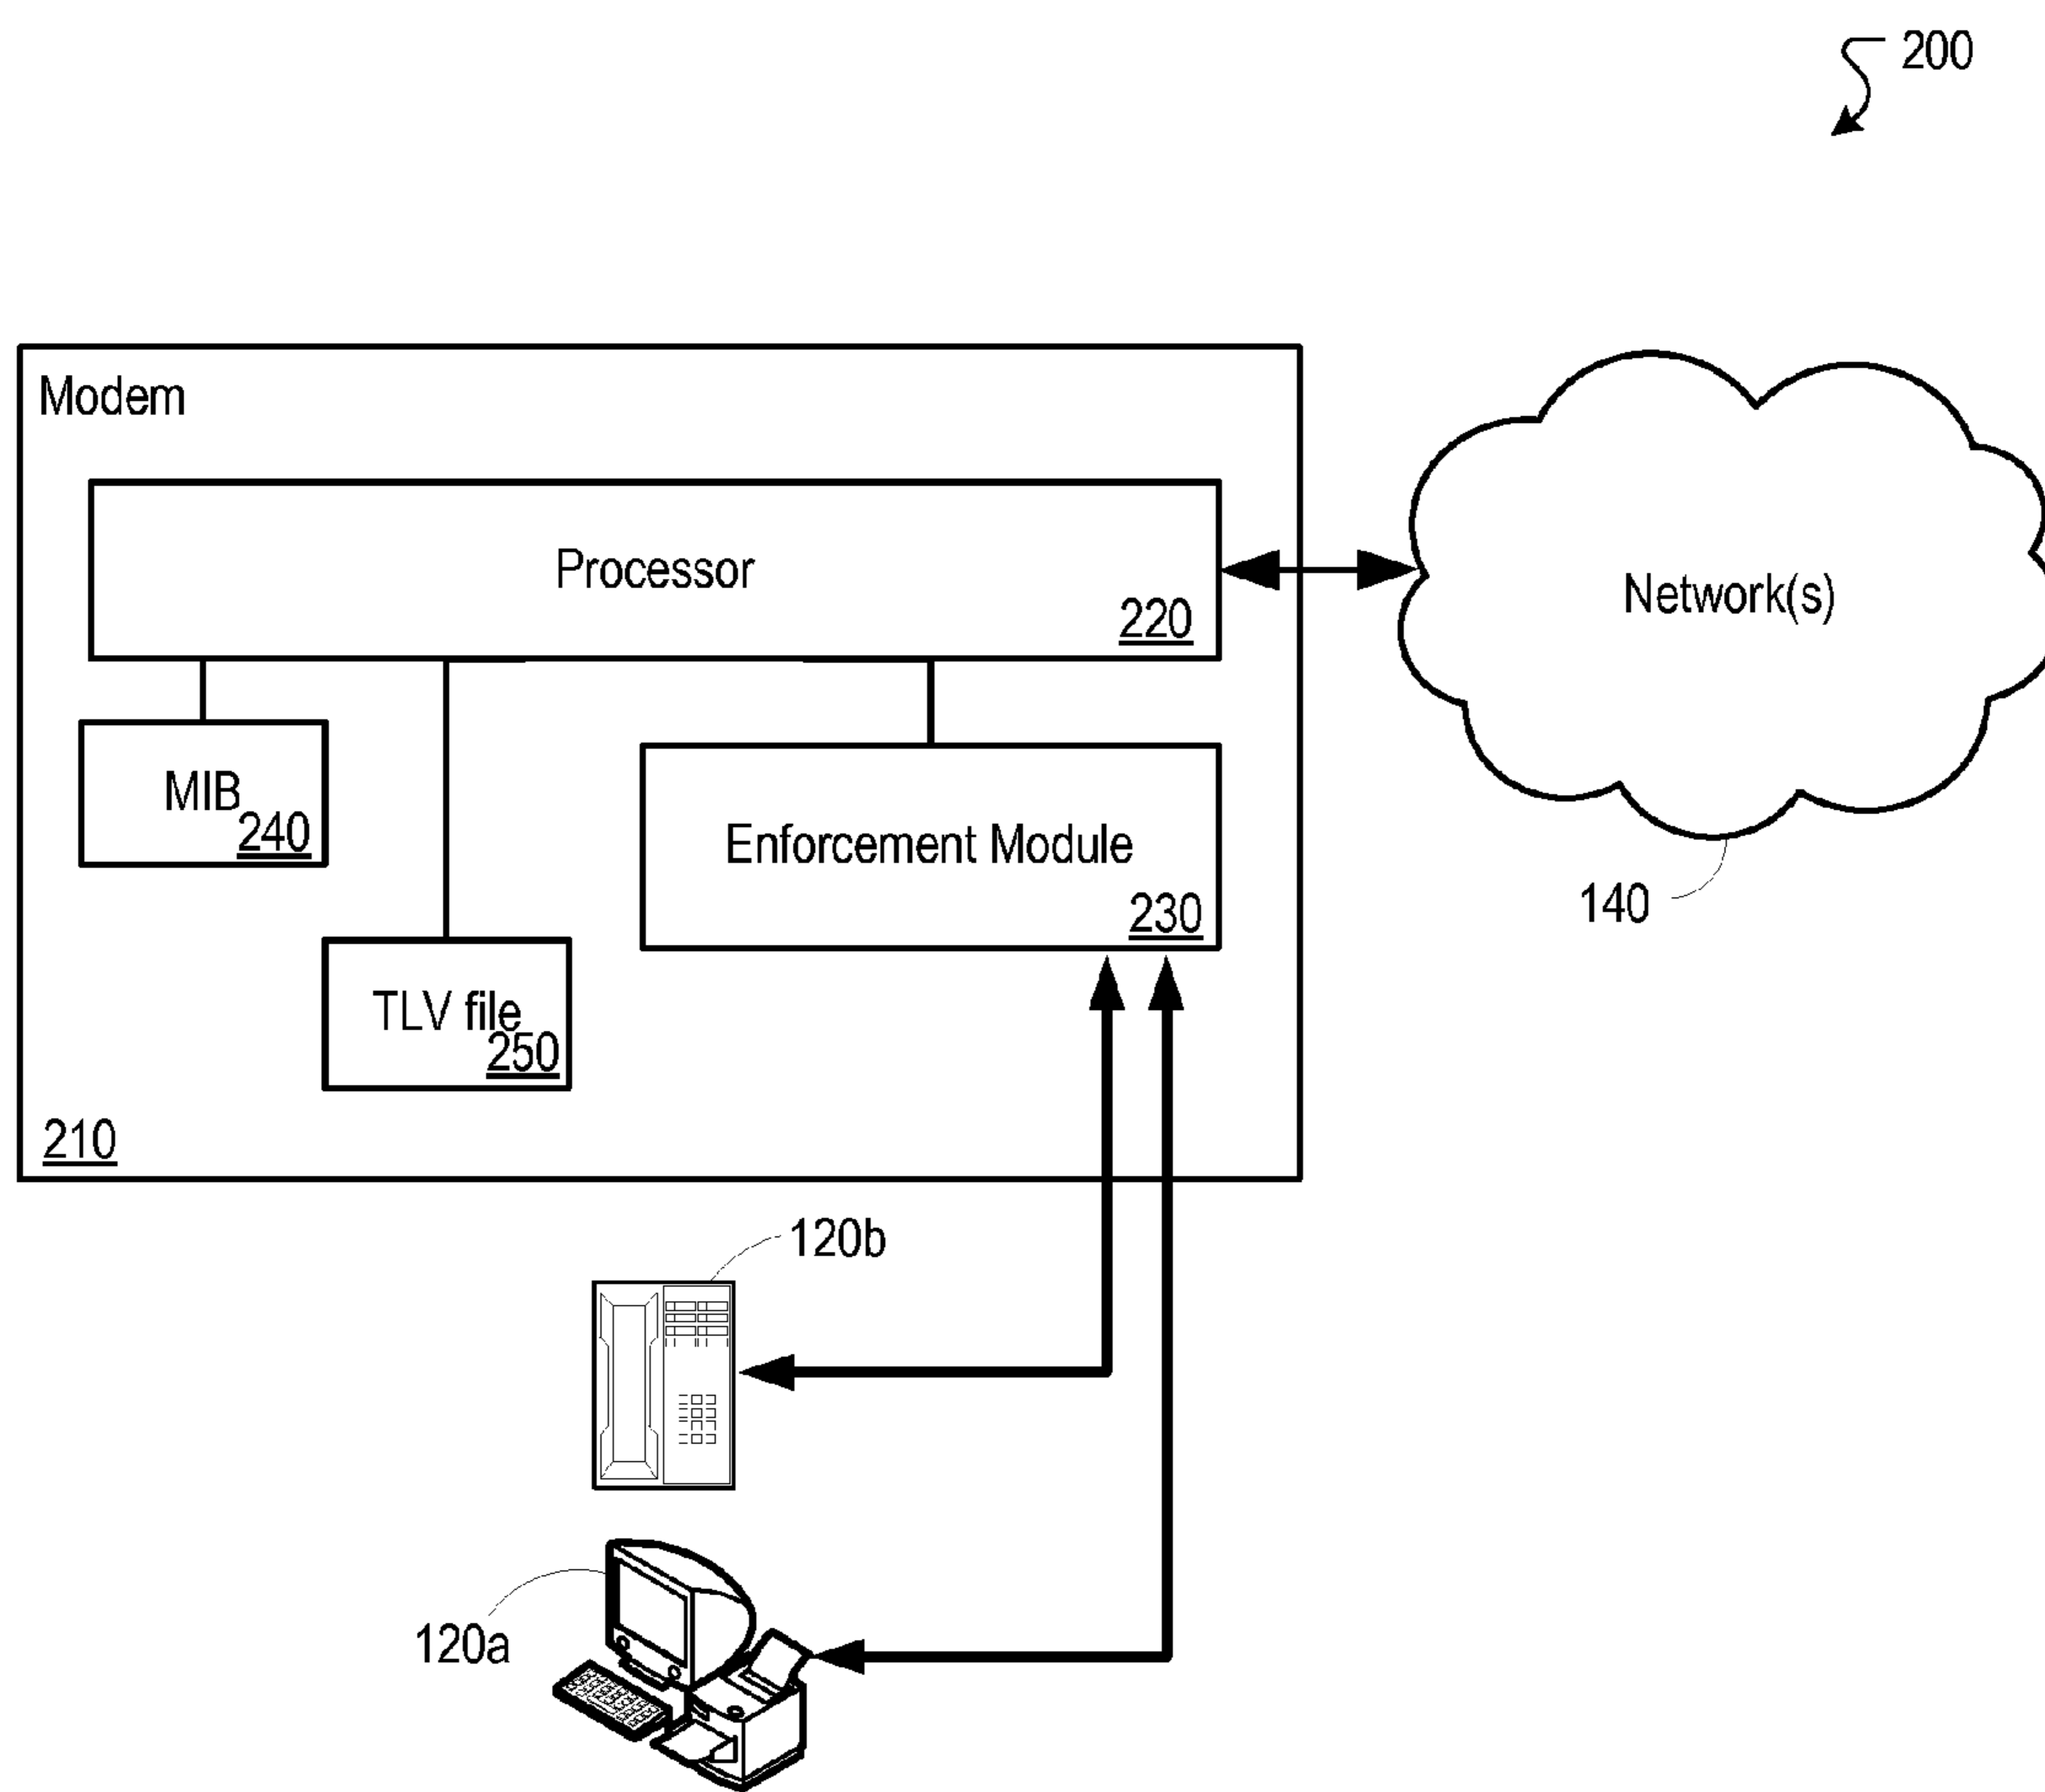 200
Modem
Processor
220
Network(s)
MIB
240
Enforcement Module
230
140
TLV file
250
210
120b
120a